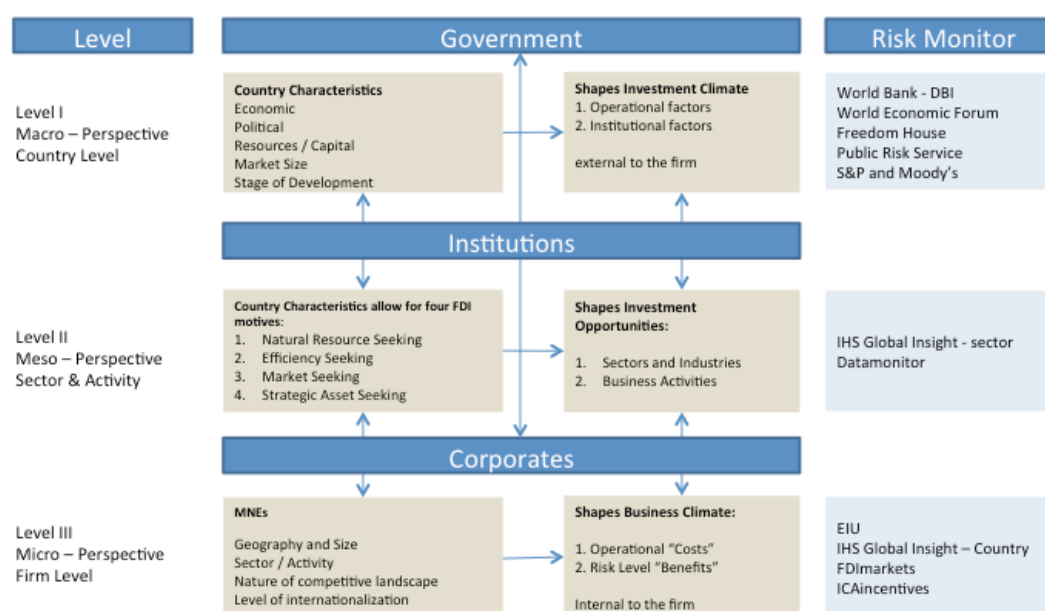 Level
Government
Risk Monitor
Level I
Macro – Perspective
Country Level
Country Characteristics
Economic
Political
Resources / Capital
Market Size
Stage of Development
Shapes Investment Climate
1. Operational factors
2. Institutional factors
external to the firm
World Bank - DBI
World Economic Forum
Freedom House
Public Risk Service
S&P and Moody's
Institutions
Level II
Meso – Perspective
Sector & Activity
Country Characteristics allow for four FDI
motives:
1. Natural Resource Seeking
2. Efficiency Seeking
3. Market Seeking
4. Strategic Asset Seeking
Shapes Investment
Opportunities:
1. Sectors and Industries
2. Business Activities
IHS Global Insight - sector
Datamonitor
Corporates
Level III
Micro – Perspective
Firm Level
MNEs
Geography and Size
Sector / Activity
Nature of competitive landscape
Level of internationalization
Shapes Business Climate:
1. Operational "Costs"
2. Risk Level "Benefits"
Internal to the firm
EIU
IHS Global Insight – Country
FDImarkets
ICAincentives